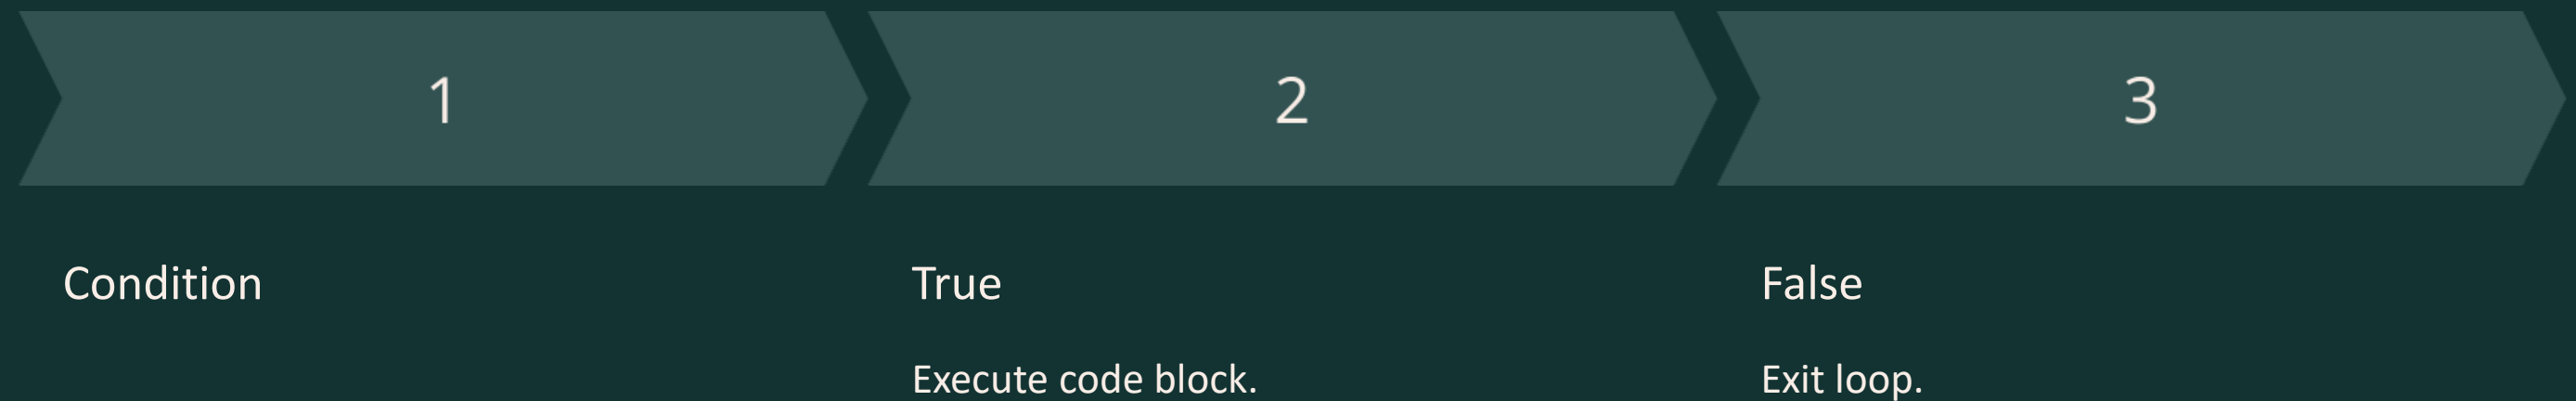 1
2
3
Condition
True
Execute code block.
False
Exit loop.